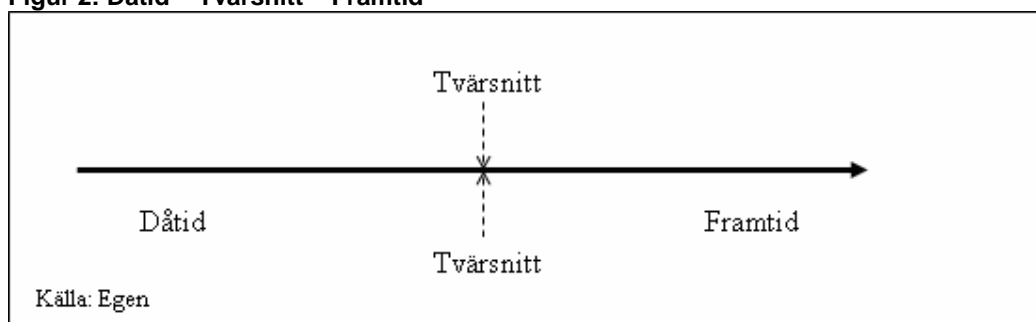 Figur 2. Dåtid – Tvärsnitt – Framtid
Tvärsnitt
Dåtid
Framtid
Tvärsnitt
Källa: Egen